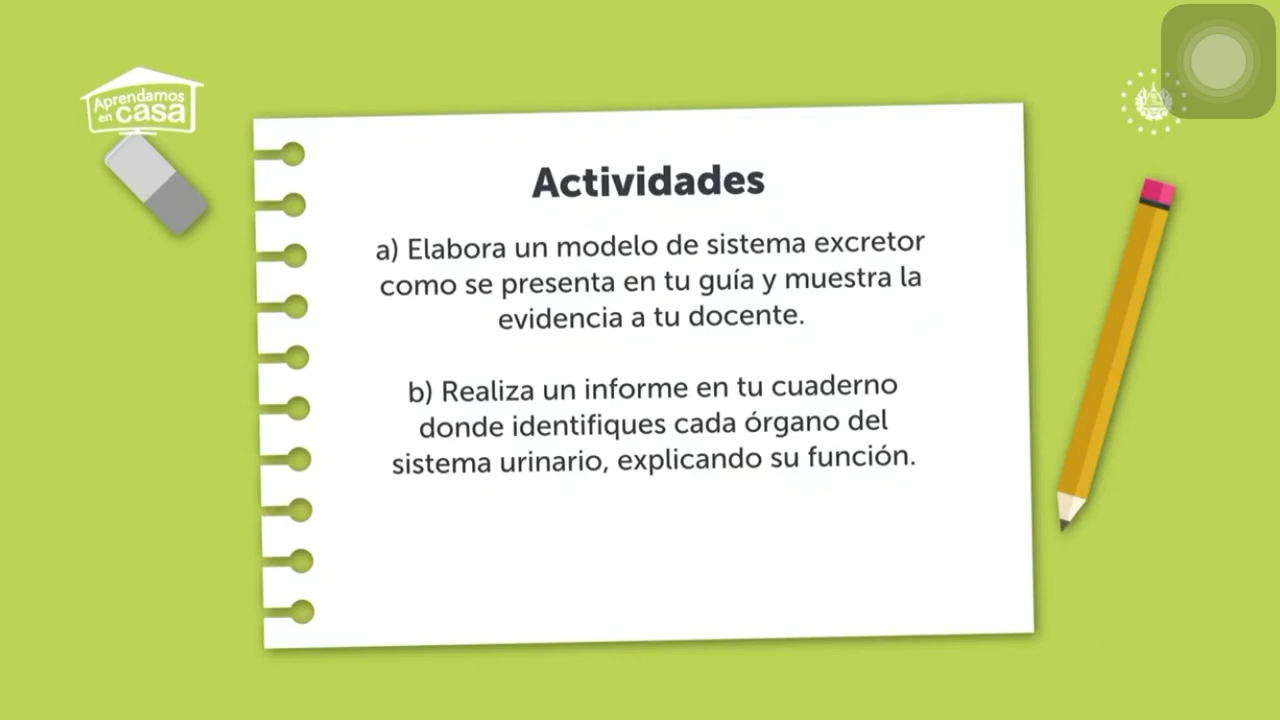 Aprendamos
en casa
Actividades
a) Elabora un modelo de sistema excretor
como se presenta en tu guía y muestra la
evidencia a tu docente.
b) Realiza un informe en tu cuaderno
donde identifiques cada órgano del
sistema urinario, explicando su función.